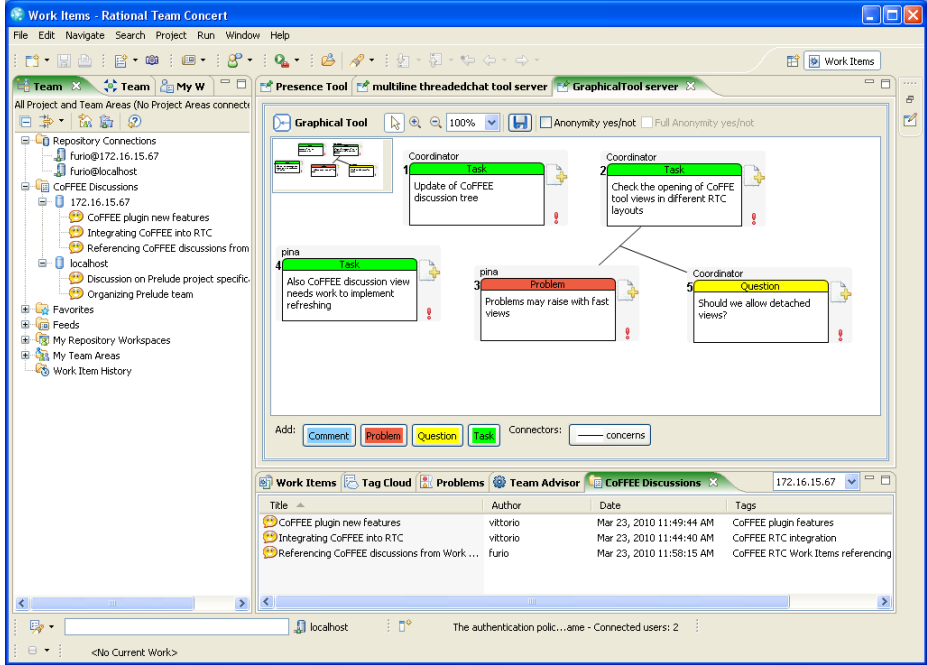 Work Items - Rational Team Concert
File Edit Navigate Search Project Run Window Help
Work Items
Team Team My W
Presence Tool multiline threadedchat tool server GraphicalTool server
All Project and Team Areas (No Project Areas connecte
Repository Connections
furio@172.16.15.67
furio@localhost
CoFFEE Discussions
172.16.15.67
CoFFEE plugin new features
Integrating CoFFEE into RTC
Referencing CoFFEE discussions from
localhost
Discussion on Prelude project specific.
Organizing Prelude team
Favorites
Feeds
My Repository Workspaces
My Team Areas
Work Item History
Graphical Tool 100% Anonymity yes/not Full Anonymity yes/not
Coordinator
1 Task
Update of CoFFEE
discussion tree
Coordinator
2 Task
Check the opening of CoFFE
tool views in different RTC
layouts
pina
4 Task
Also CoFFEE discussion view
needs work to implement
refreshing
pina
3 Problem
Problems may raise with fast
views
Coordinator
5 Question
Should we allow detached
views?
Add: Comment Problem Question Task Connectors: concerns
Work Items Tag Cloud Problems Team Advisor CoFFEE Discussions 172.16.15.67
Title Author Date Tags
CoFFEE plugin new features vittorio Mar 23, 2010 11:49:44 AM CoFFEE plugin features
Integrating CoFFEE into RTC vittorio Mar 23, 2010 11:44:40 AM CoFFEE RTC integration
Referencing CoFFEE discussions from Work ... furio Mar 23, 2010 11:58:15 AM CoFFEE RTC Work Items referencing
localhost The authentication polic...ame - Connected users: 2
<No Current Work>